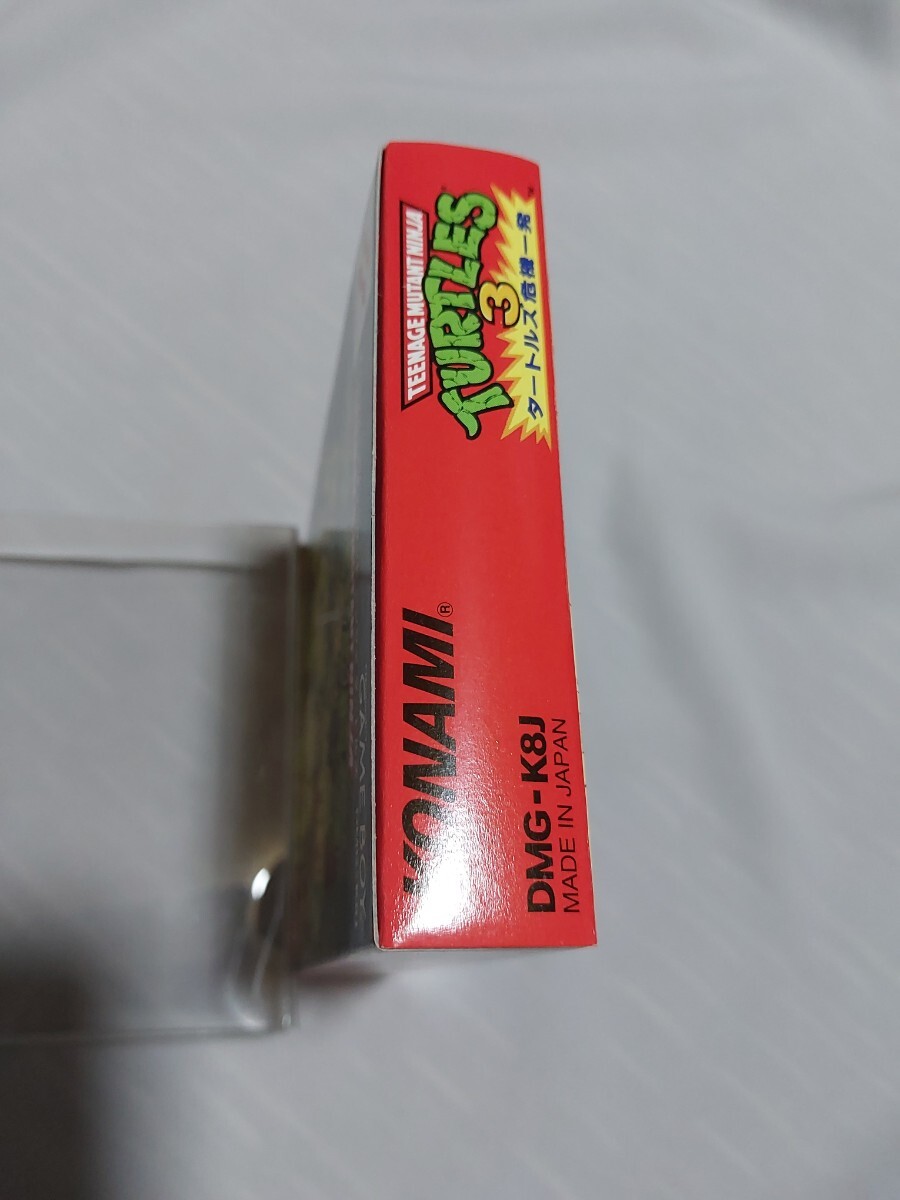 TEENAGE MUTANT NINJA
TURTLES
3
タートルズ危機一発
™
KONAMI®
DMG-K8J
MADE IN JAPAN